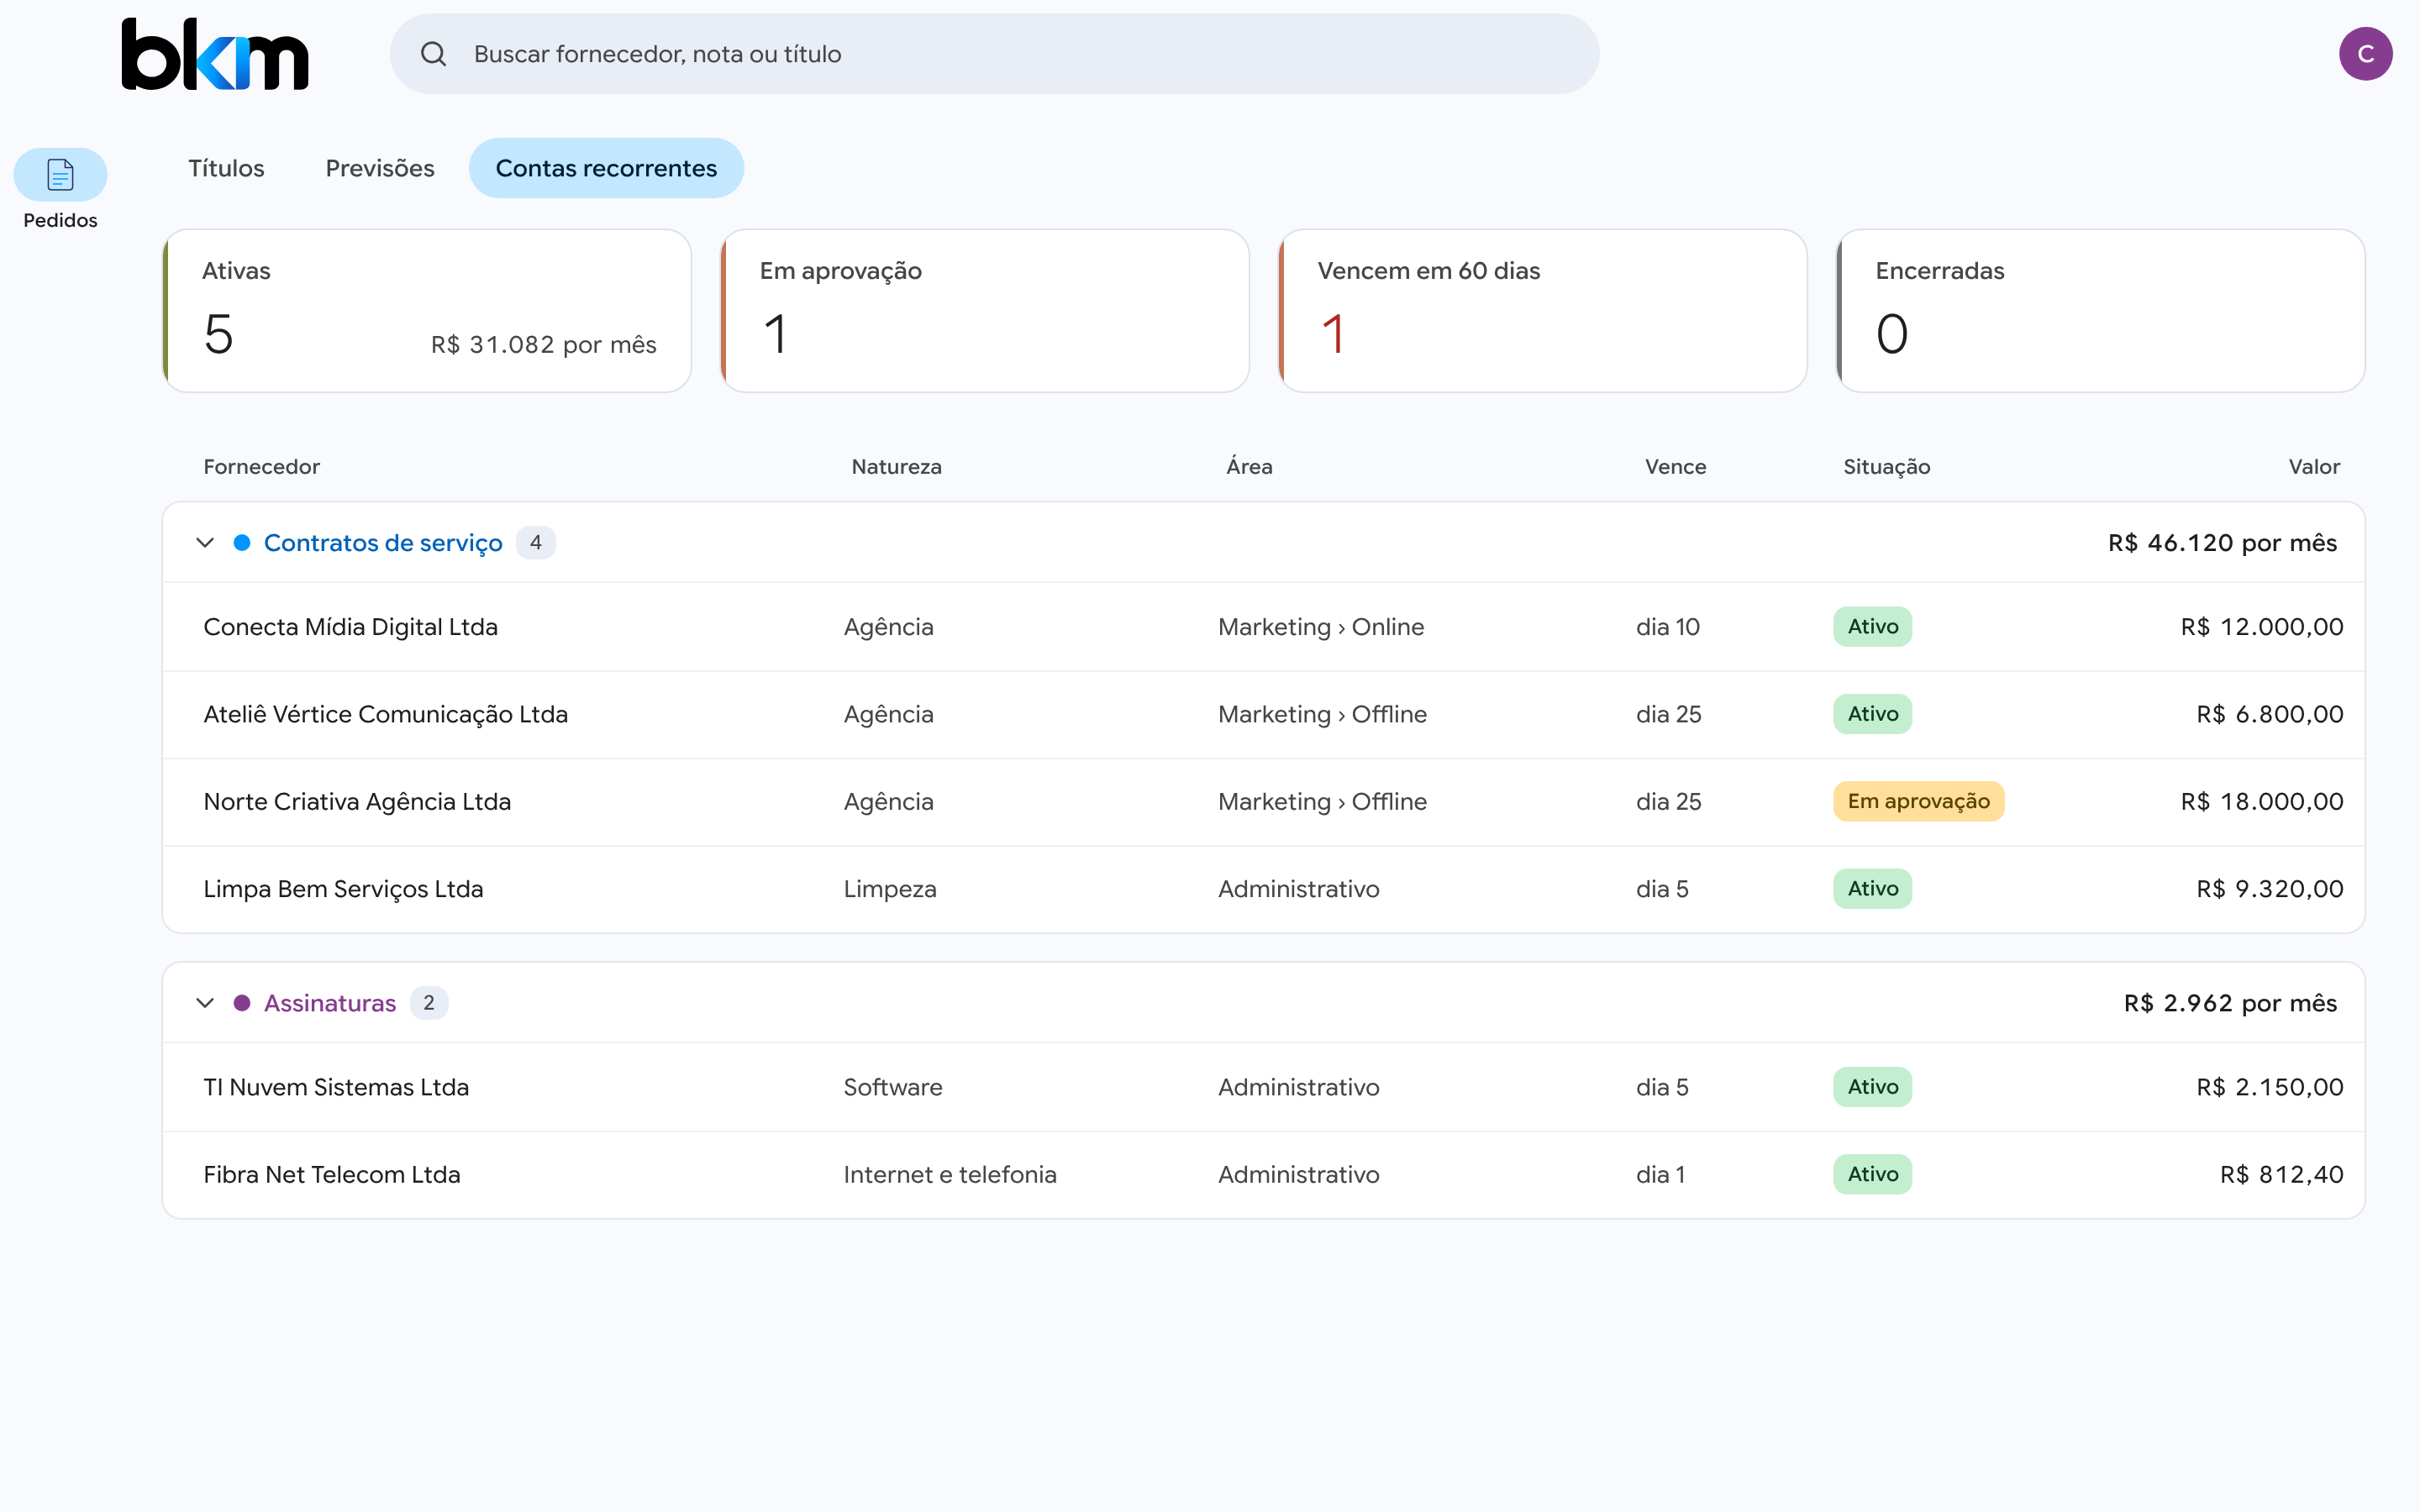 bkm
Buscar fornecedor, nota ou título
C
Pedidos
Títulos Previsões Contas recorrentes
Ativas
5 R$ 31.082 por mês
Em aprovação
1
Vencem em 60 dias
1
Encerradas
0
Fornecedor Natureza Área Vence Situação Valor
Contratos de serviço 4 R$ 46.120 por mês
Conecta Mídia Digital Ltda Agência Marketing › Online dia 10 Ativo R$ 12.000,00
Ateliê Vértice Comunicação Ltda Agência Marketing › Offline dia 25 Ativo R$ 6.800,00
Norte Criativa Agência Ltda Agência Marketing › Offline dia 25 Em aprovação R$ 18.000,00
Limpa Bem Serviços Ltda Limpeza Administrativo dia 5 Ativo R$ 9.320,00
Assinaturas 2 R$ 2.962 por mês
TI Nuvem Sistemas Ltda Software Administrativo dia 5 Ativo R$ 2.150,00
Fibra Net Telecom Ltda Internet e telefonia Administrativo dia 1 Ativo R$ 812,40